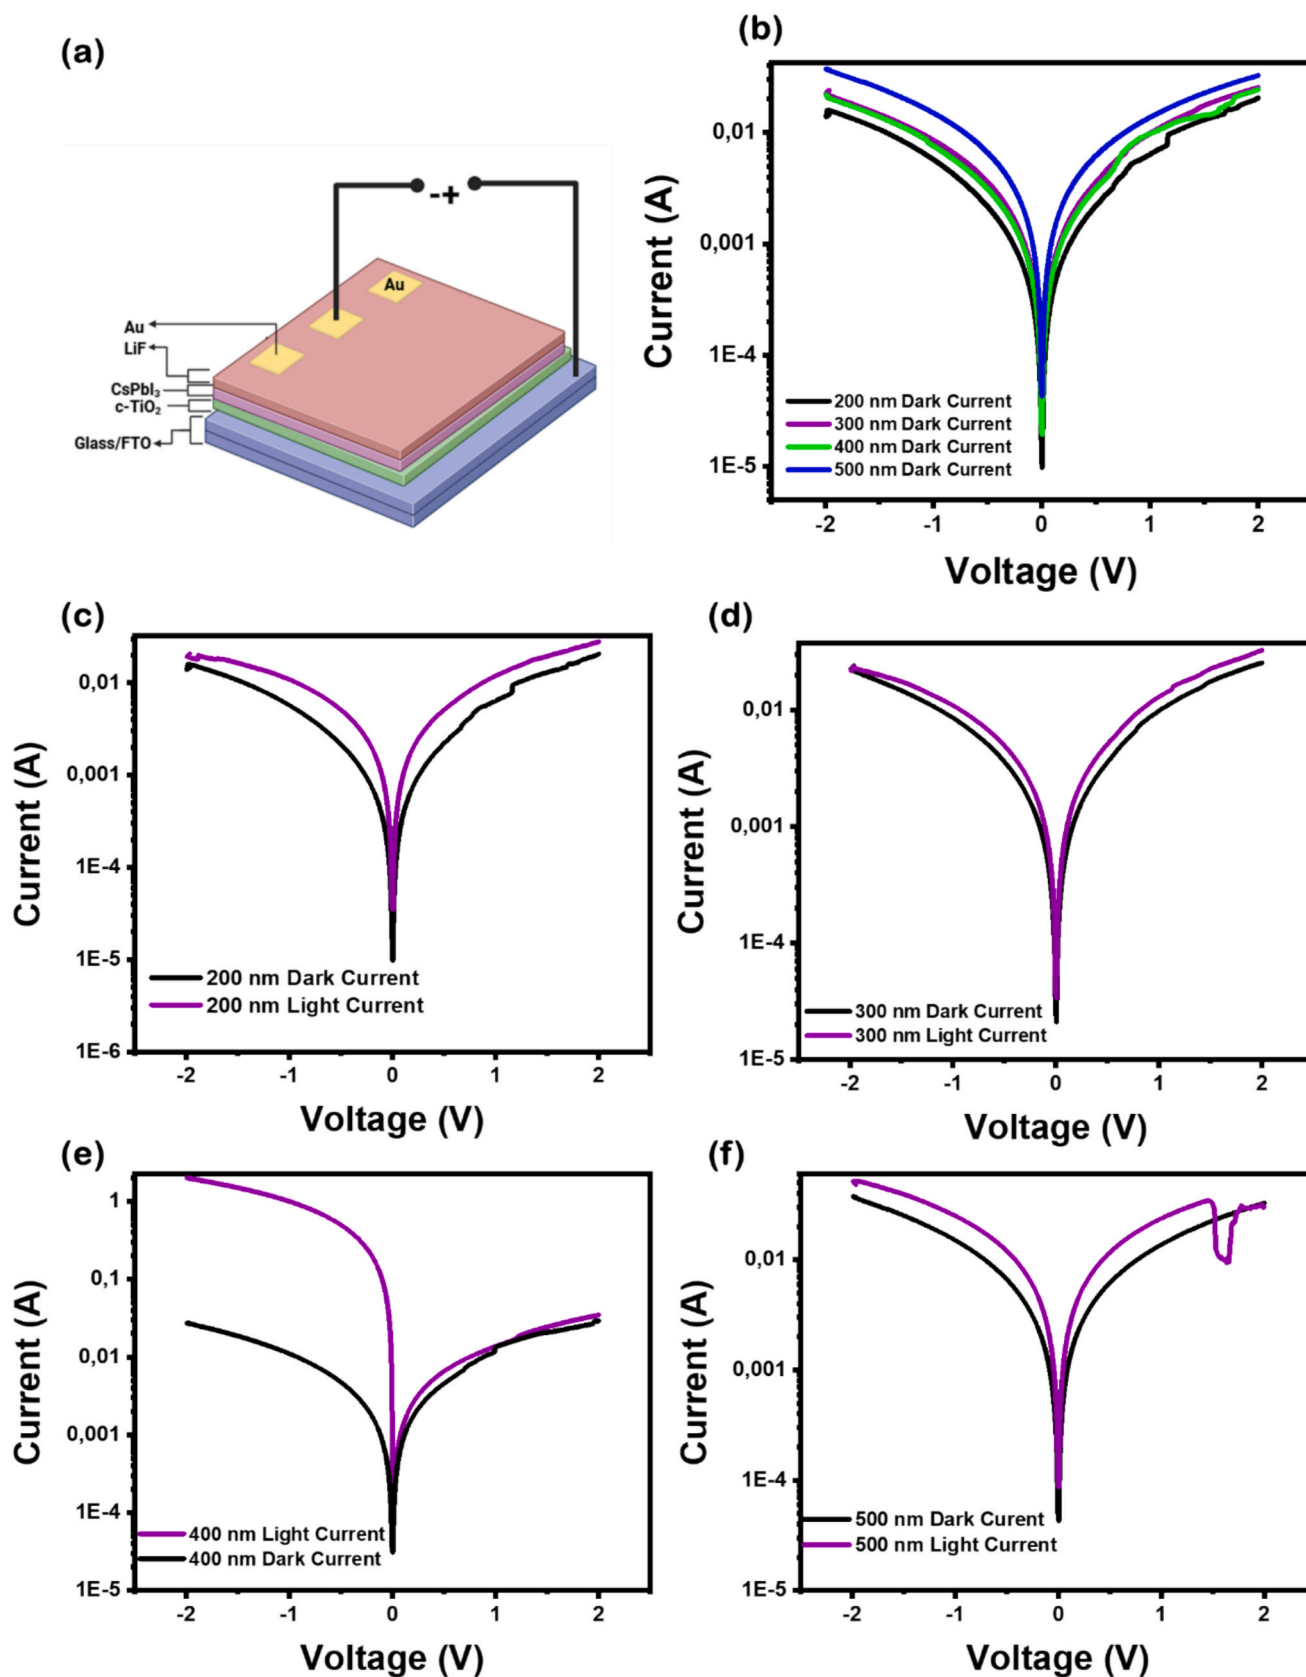 (a)
-+
Au
Au
LiF
CsPbI₃
c-TiO₂
Glass/FTO
(b)
Current (A)
0,01
0,001
1E-4
1E-5
200 nm Dark Current
300 nm Dark Current
400 nm Dark Current
500 nm Dark Current
-2 -1 0 1 2
Voltage (V)
(c)
Current (A)
0,01
0,001
1E-4
1E-5
1E-6
200 nm Dark Current
200 nm Light Current
-2 -1 0 1 2
Voltage (V)
(d)
Current (A)
0,01
0,001
1E-4
1E-5
300 nm Dark Current
300 nm Light Current
-2 -1 0 1 2
Voltage (V)
(e)
Current (A)
1
0,1
0,01
0,001
1E-4
1E-5
400 nm Light Current
400 nm Dark Current
-2 -1 0 1 2
Voltage (V)
(f)
Current (A)
0,01
0,001
1E-4
1E-5
500 nm Dark Curent
500 nm Light Current
-2 -1 0 1 2
Voltage (V)